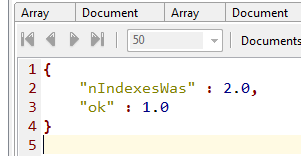 Array Document Array Document
50 Documents
1 {
2 "nIndexesWas" : 2.0,
3 "ok" : 1.0
4 }
5